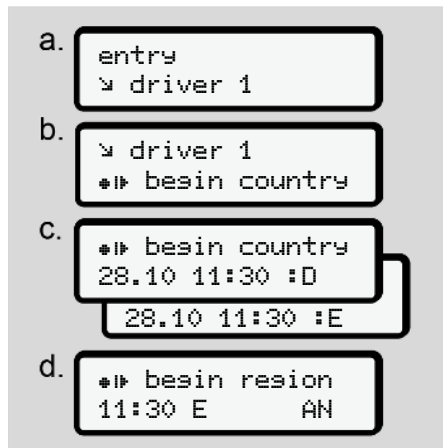 a.
entry
↘ driver 1
b.
↘ driver 1
●I▶ begin country
c.
●I▶ begin country
28.10 11:30 :D
28.10 11:30 :E
d.
●I▶ begin region
11:30 E AN